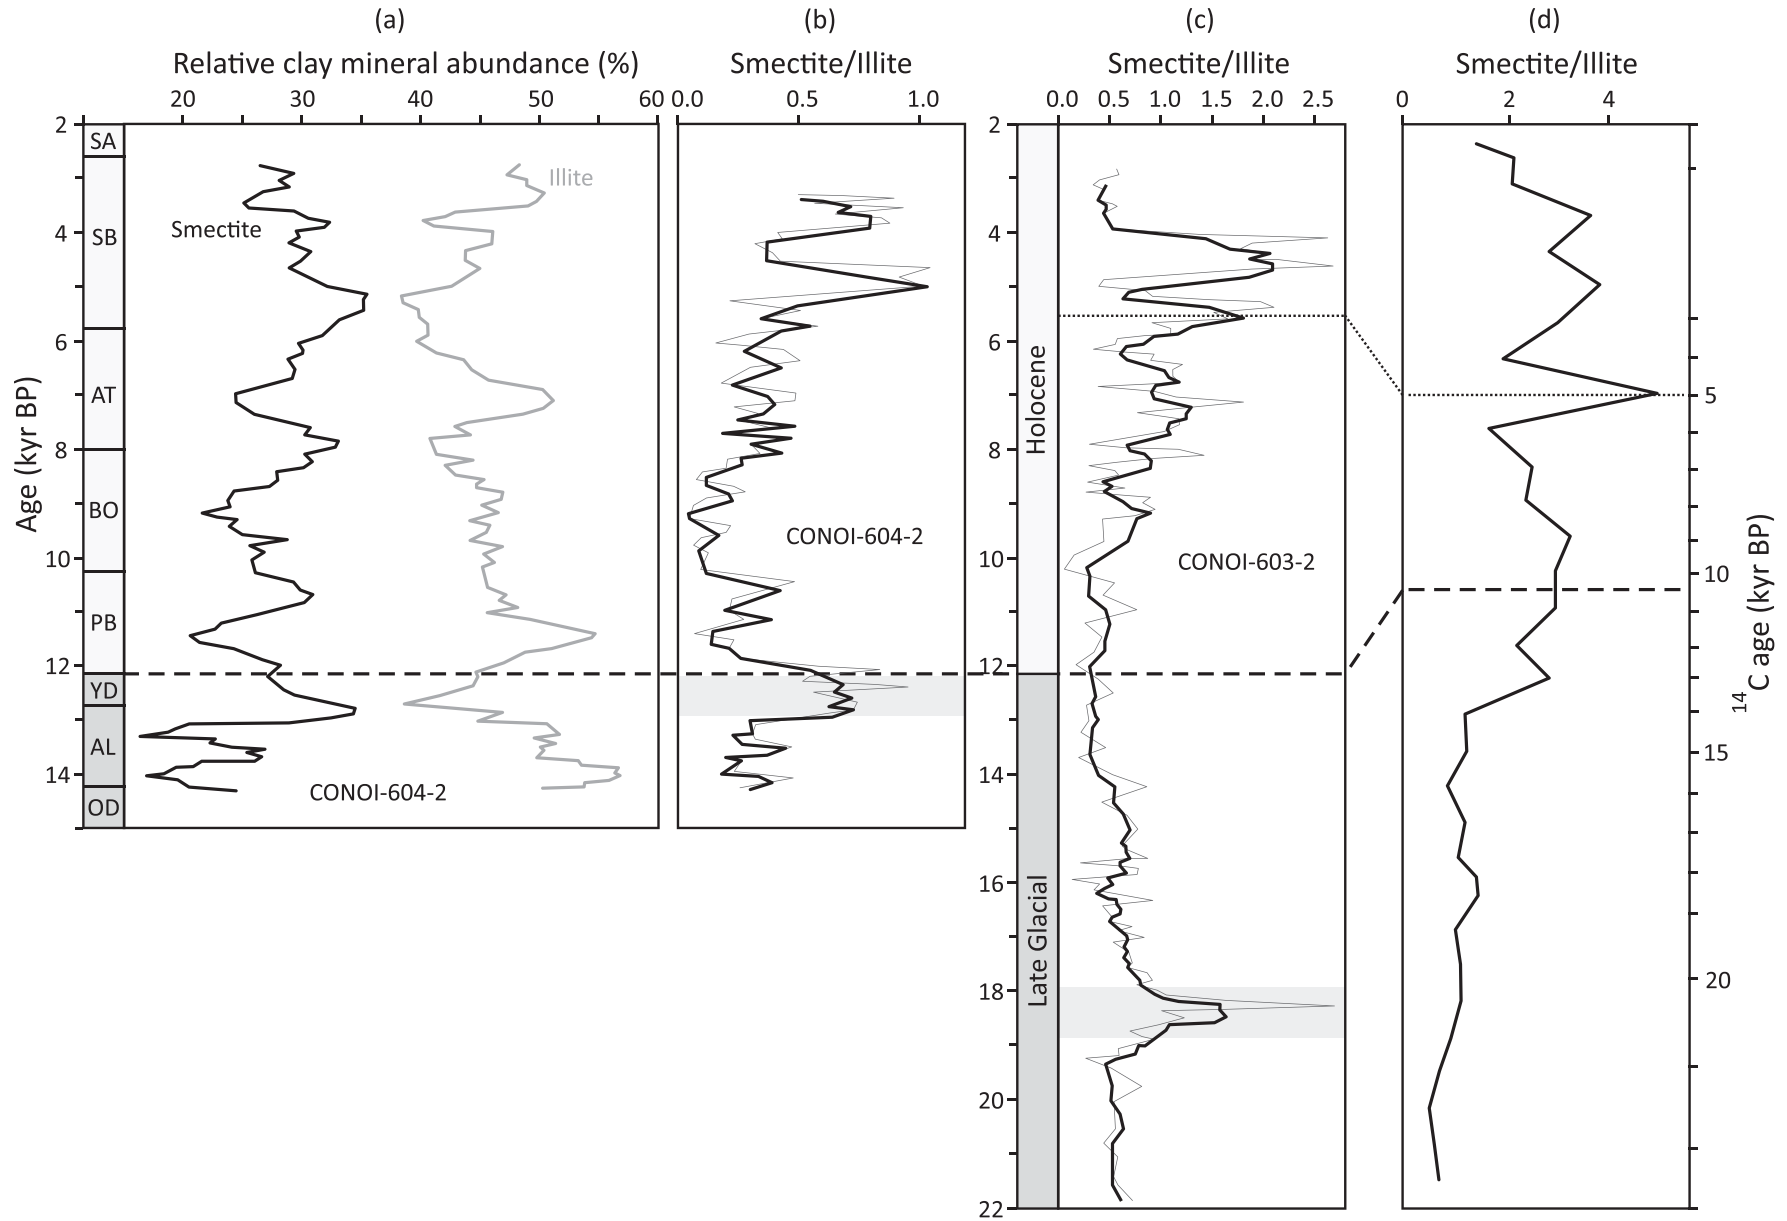 (a) (b) (c) (d)
Relative clay mineral abundance (%) Smectite/Illite Smectite/Illite Smectite/Illite
20 30 40 50 60 0.0 0.5 1.0 0.0 0.5 1.0 1.5 2.0 2.5 0 2 4
Age (kyr BP)
2
4
6
8
10
12
14
SA
SB
AT
BO
PB
YD
AL
OD
Smectite
Illite
CONOI-604-2
CONOI-604-2
2
4
6
8
10
12
14
16
18
20
22
Holocene
Late Glacial
CONOI-603-2
5
10
15
20
14C age (kyr BP)